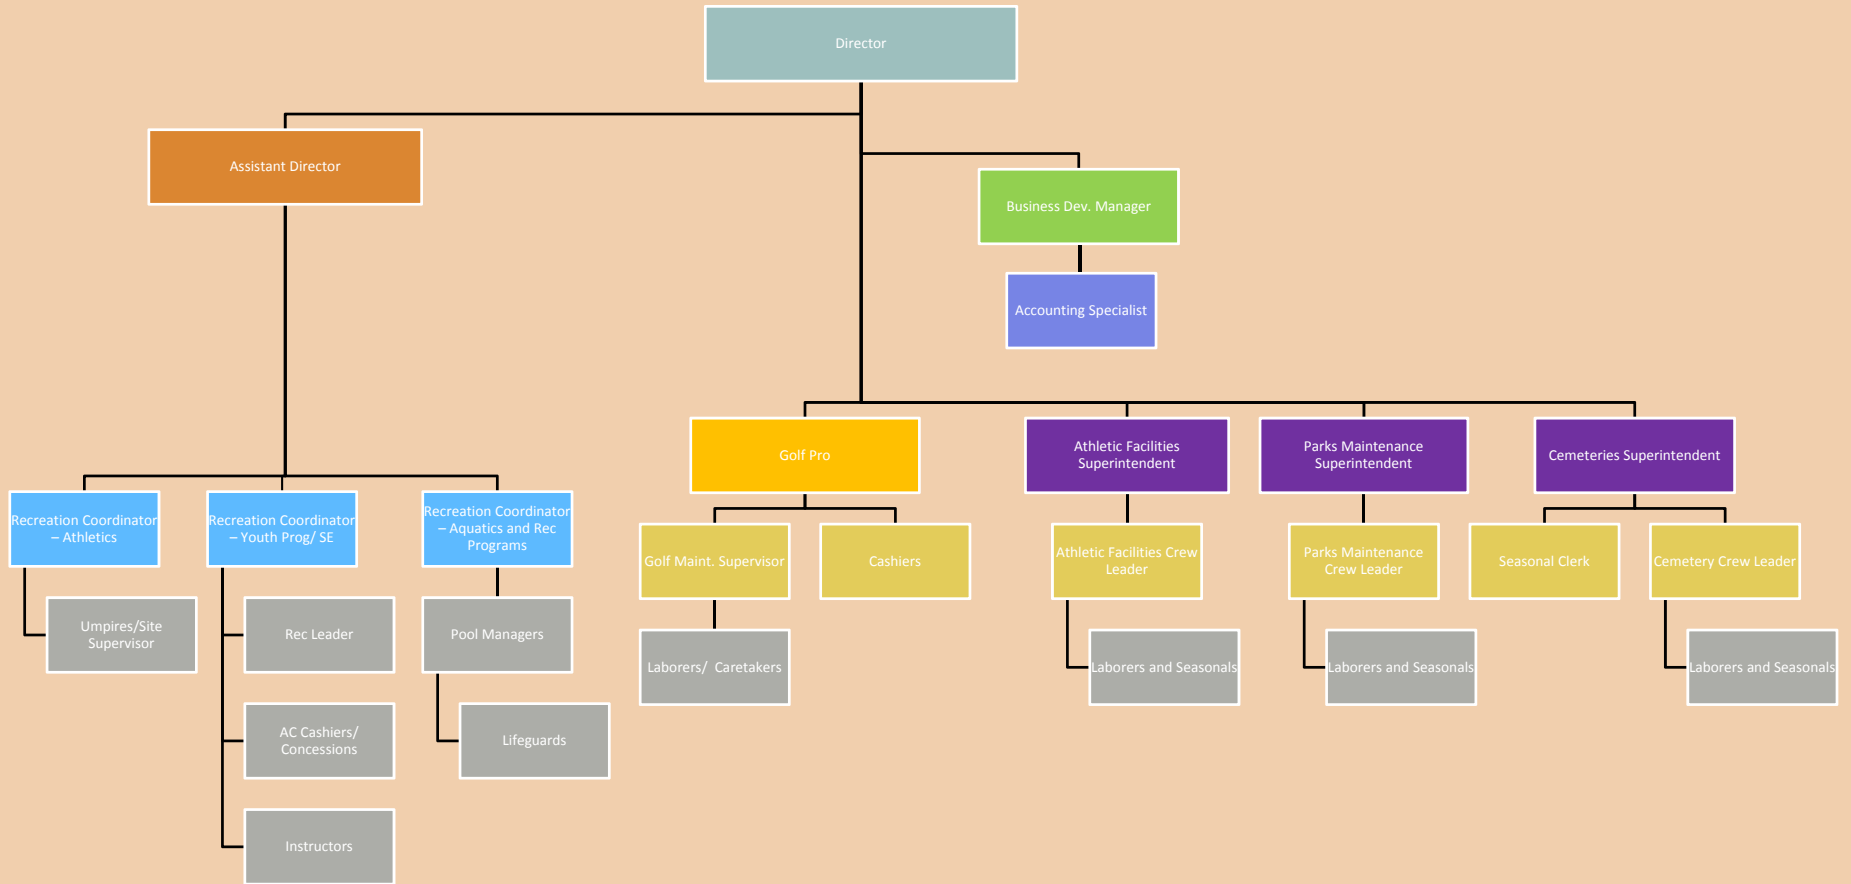 Director
Assistant Director
Business Dev. Manager
Accounting Specialist
Golf Pro
Athletic Facilities
Superintendent
Parks Maintenance
Superintendent
Cemeteries Superintendent
Recreation Coordinator
– Athletics
Recreation Coordinator
– Youth Prog/ SE
Recreation Coordinator
– Aquatics and Rec
Programs
Golf Maint. Supervisor
Cashiers
Athletic Facilities Crew
Leader
Parks Maintenance
Crew Leader
Seasonal Clerk
Cemetery Crew Leader
Umpires/Site
Supervisor
Rec Leader
Pool Managers
Laborers/ Caretakers
Laborers and Seasonals
Laborers and Seasonals
Laborers and Seasonals
AC Cashiers/
Concessions
Lifeguards
Instructors